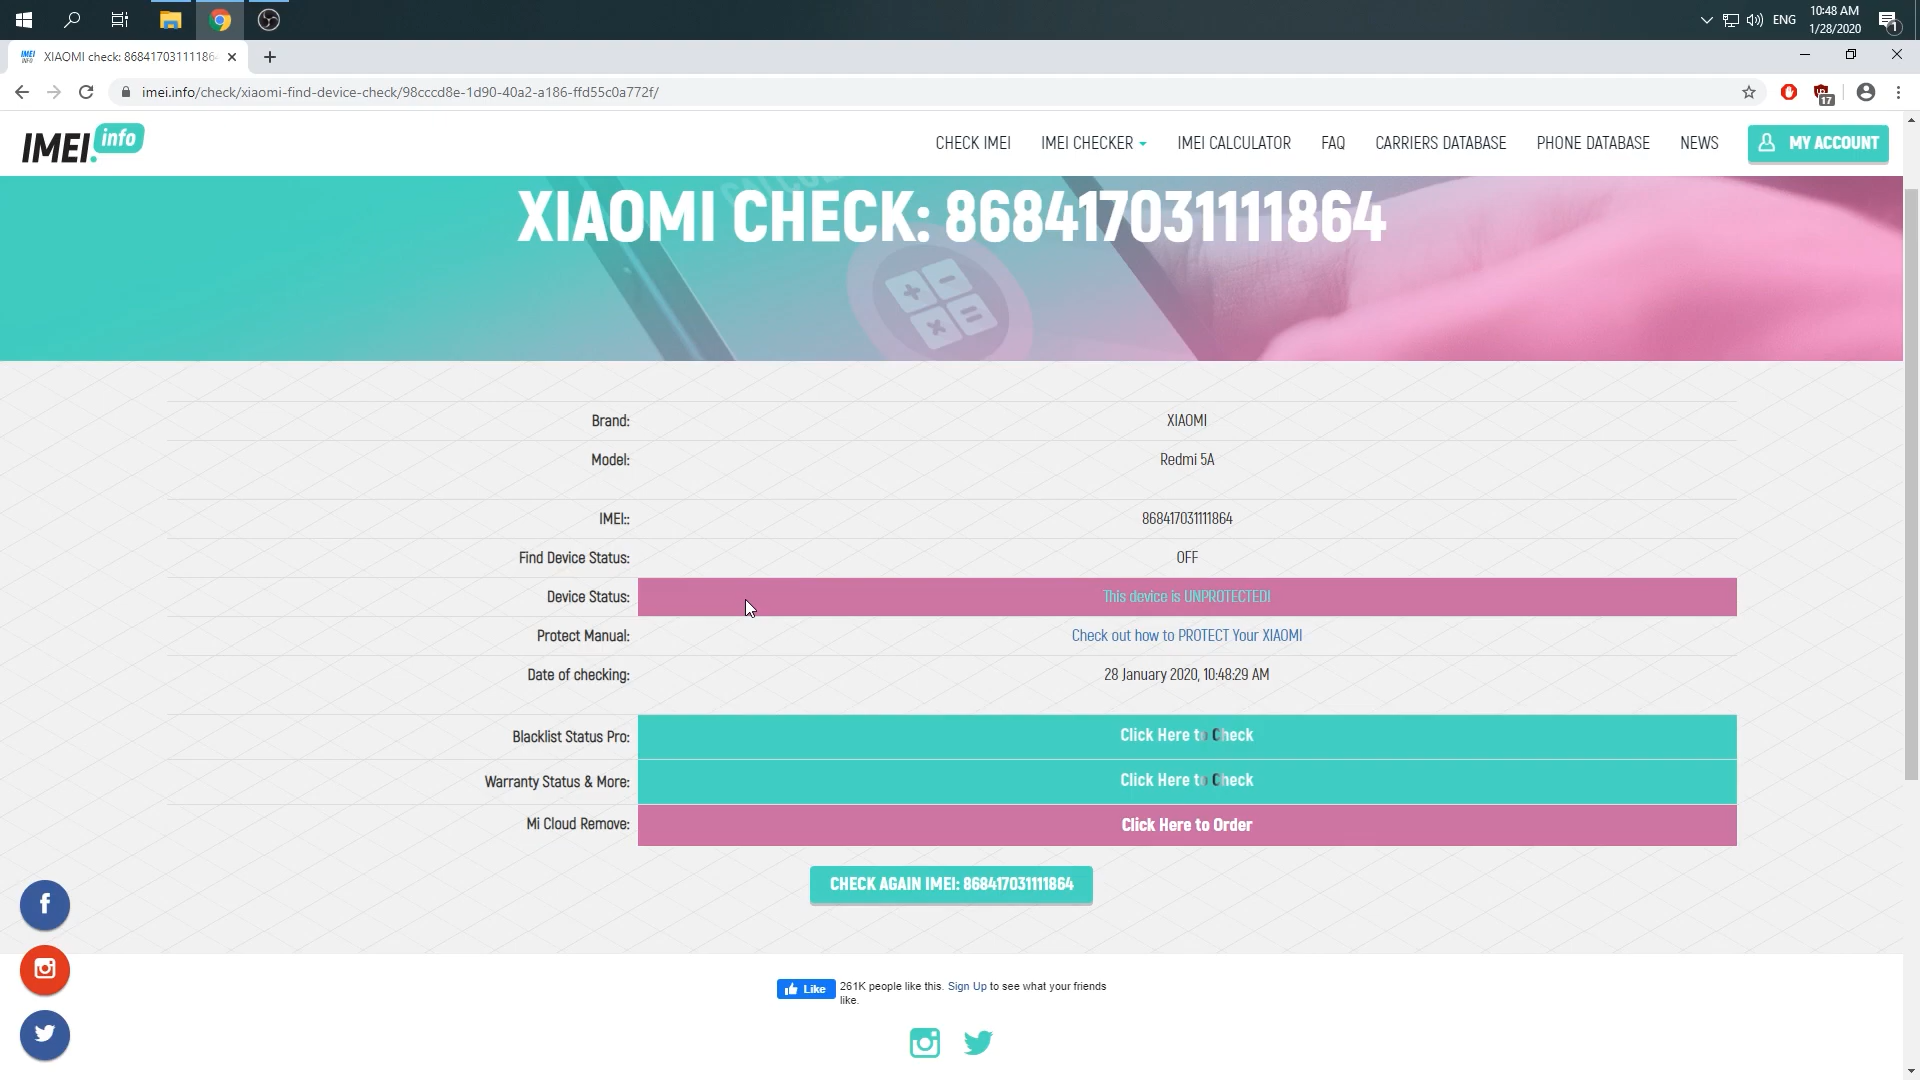 10:48 AM
ENG
1/28/2020
1
IMEI INFO
XIAOMI check: 86841703111186
imei.info/check/xiaomi-find-device-check/98cccd8e-1d90-40a2-a186-ffd55c0a772f/
17
IMEI.info
CHECK IMEI
IMEI CHECKER
IMEI CALCULATOR
FAQ
CARRIERS DATABASE
PHONE DATABASE
NEWS
MY ACCOUNT
XIAOMI CHECK: 868417031111864
Brand: XIAOMI
Model: Redmi 5A
IMEI:: 868417031111864
Find Device Status: OFF
Device Status: This device is UNPROTECTED!
Protect Manual: Check out how to PROTECT Your XIAOMI
Date of checking: 28 January 2020, 10:48:29 AM
Blacklist Status Pro: Click Here to Check
Warranty Status & More: Click Here to Check
Mi Cloud Remove: Click Here to Order
CHECK AGAIN IMEI: 868417031111864
Like 261K people like this. Sign Up to see what your friends
like.